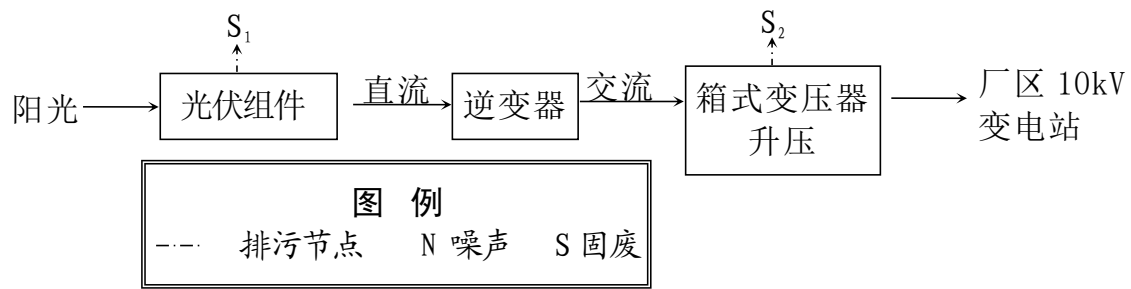 S1 S2
阳光 光伏组件 直流 逆变器 交流 箱式变压器 厂区 10kV
升压 变电站
图 例
排污节点 N 噪声 S 固废